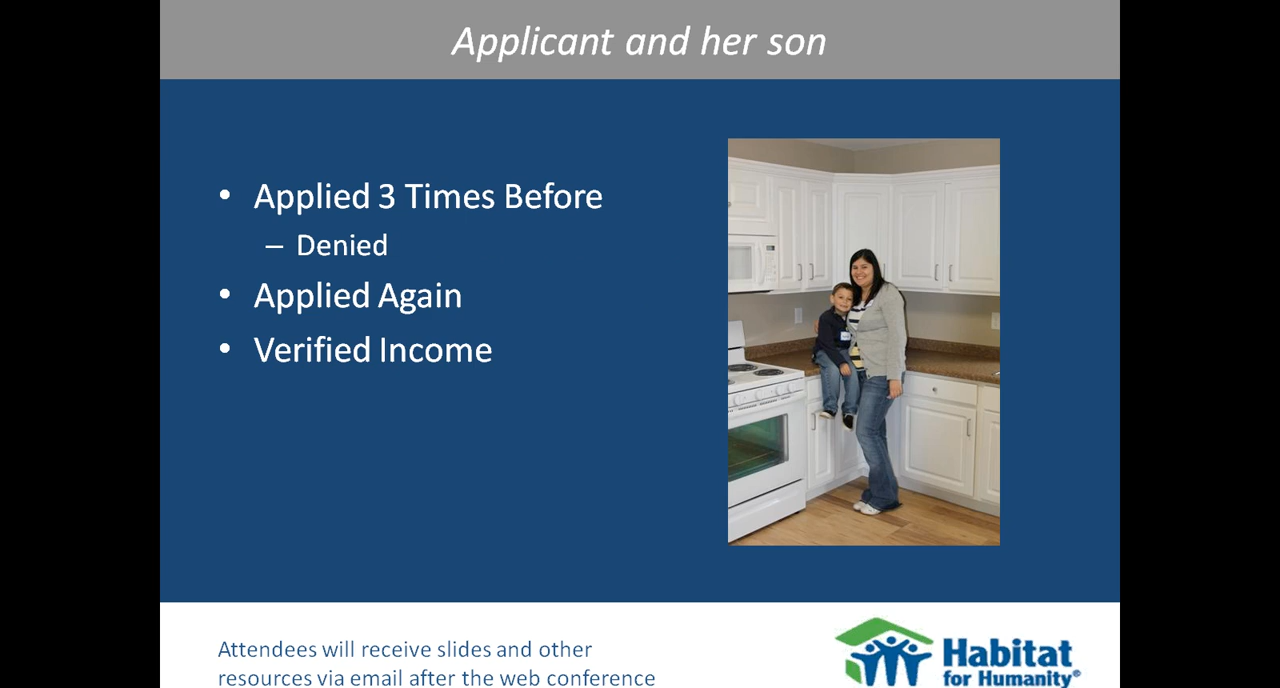 Applicant and her son
• Applied 3 Times Before
– Denied
• Applied Again
• Verified Income
Attendees will receive slides and other
resources via email after the web conference
Habitat
for Humanity®